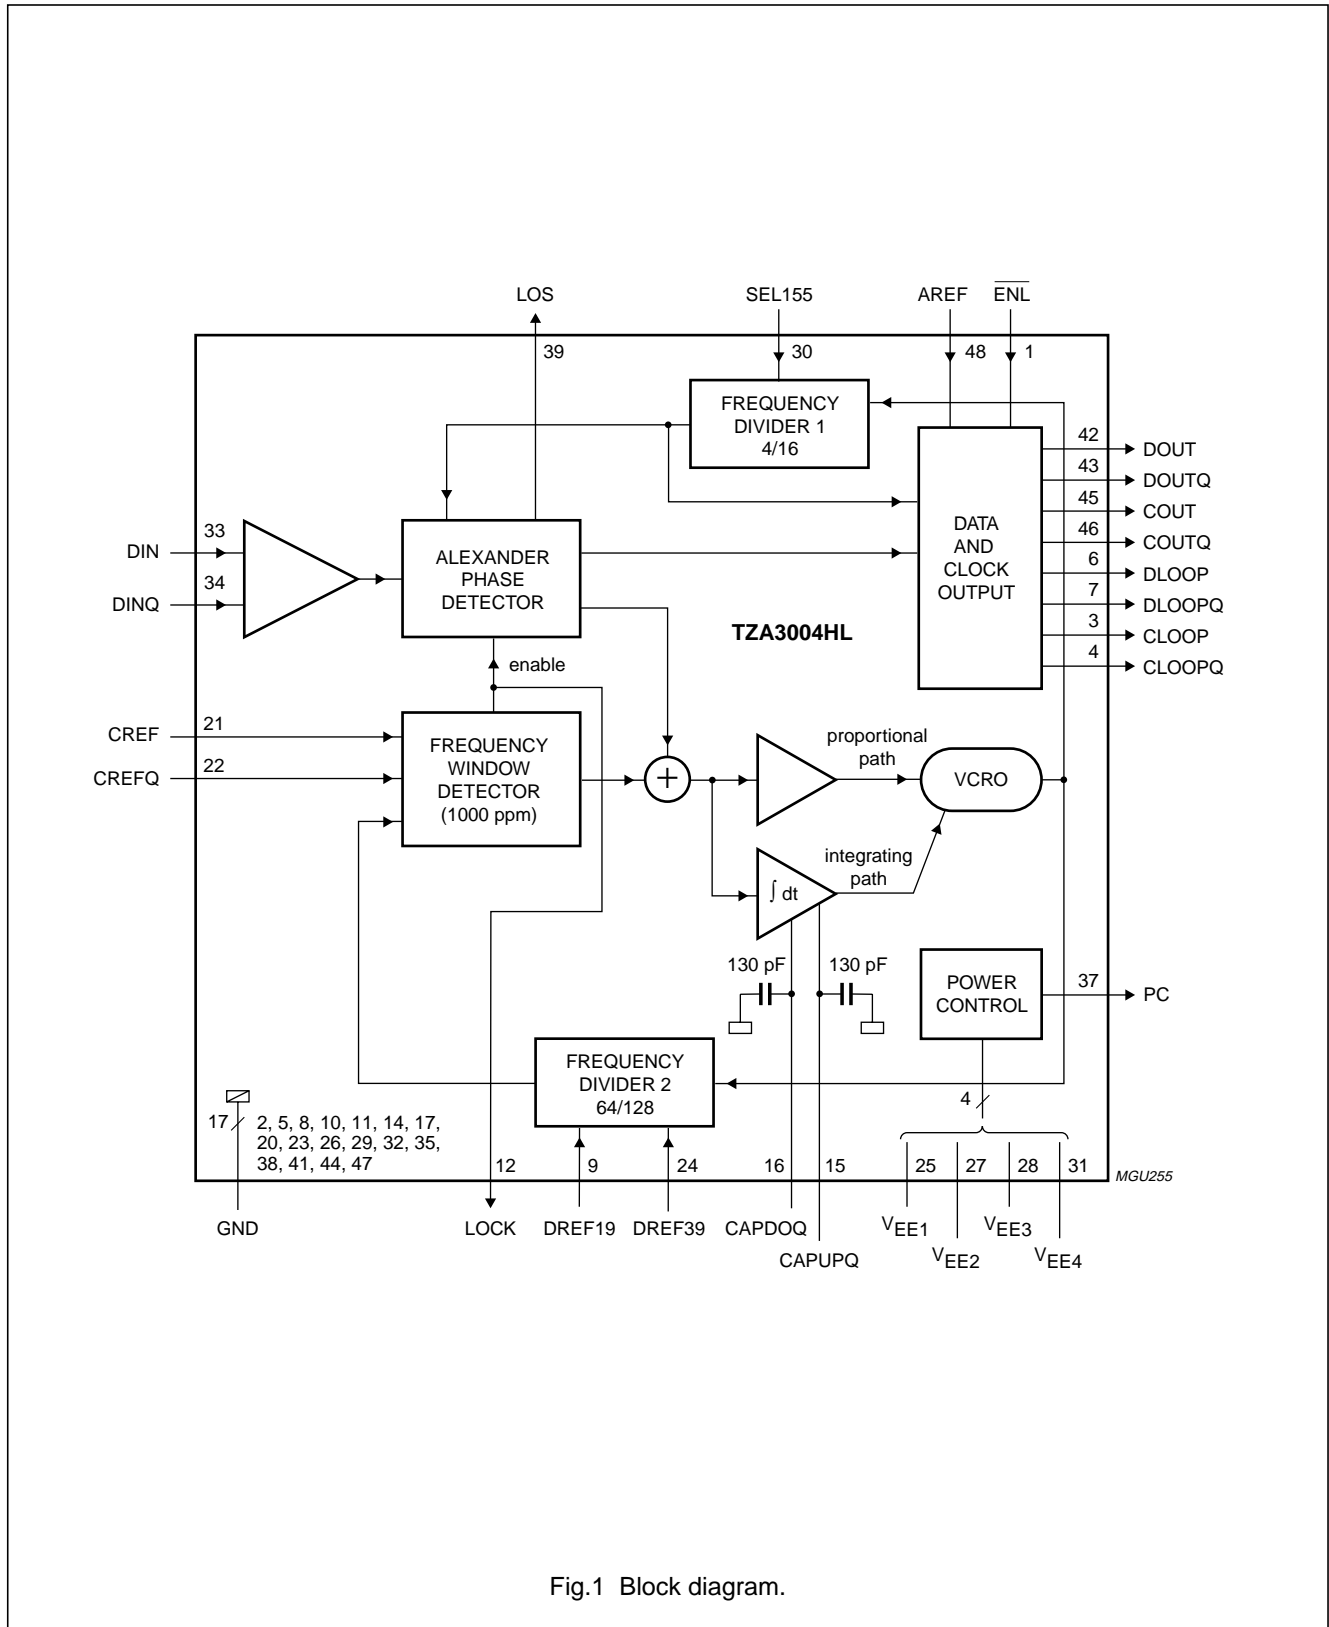 LOS
SEL155
AREF
ENL
39
30
48
1
FREQUENCY
DIVIDER 1
4/16
42
DOUT
43
DOUTQ
45
COUT
46
COUTQ
6
DLOOP
7
DLOOPQ
3
CLOOP
4
CLOOPQ
DATA
AND
CLOCK
OUTPUT
DIN
33
DINQ
34
ALEXANDER
PHASE
DETECTOR
TZA3004HL
enable
CREF
21
CREFQ
22
FREQUENCY
WINDOW
DETECTOR
(1000 ppm)
+
proportional
path
VCRO
integrating
path
∫ dt
130 pF
130 pF
POWER
CONTROL
37
PC
FREQUENCY
DIVIDER 2
64/128
4
17
2, 5, 8, 10, 11, 14, 17,
20, 23, 26, 29, 32, 35,
38, 41, 44, 47
12
9
24
16
15
25
27
28
31
MGU255
GND
LOCK
DREF19
DREF39
CAPDOQ
CAPUPQ
VEE1
VEE2
VEE3
VEE4
Fig.1 Block diagram.